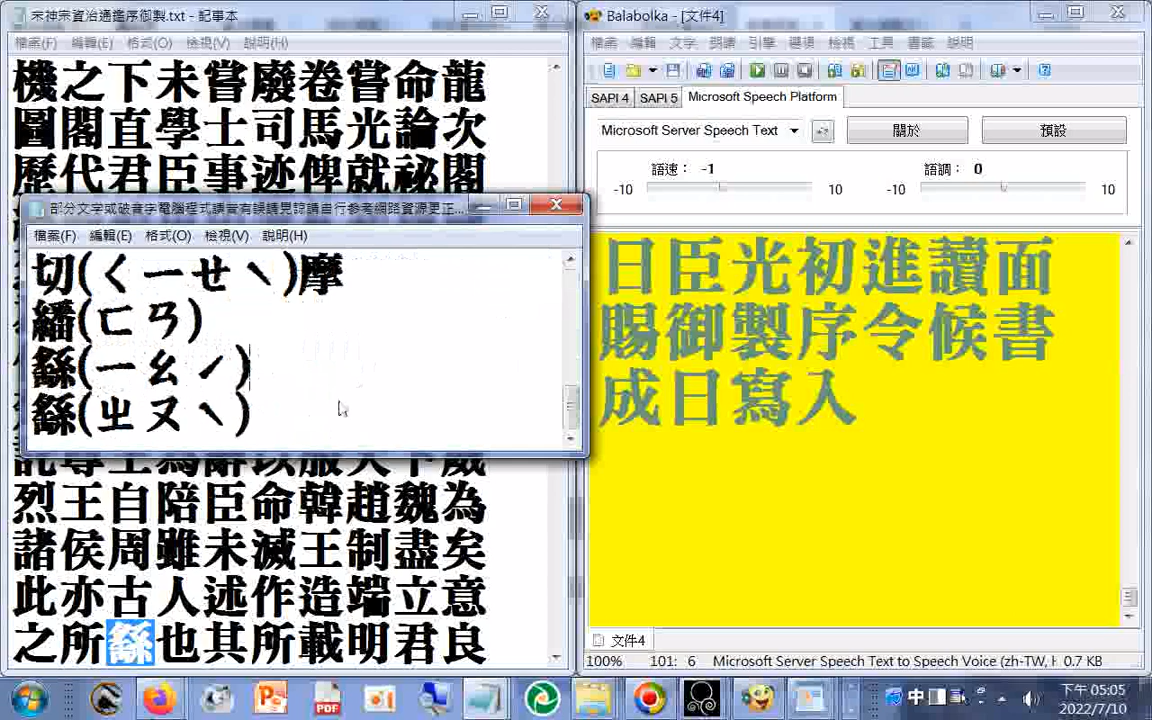 宋神宗資治通鑑序御製.txt - 記事本
檔案(F) 編輯(E) 格式(O) 檢視(V) 說明(H)
機之下未嘗廢卷嘗命龍
圖閣直學士司馬光論次
歷代君臣事迹俾就祕閣
部分文字或破音字電腦程式讀音有誤請見諒請自行參考網路資源更正...
檔案(F) 編輯(E) 格式(O) 檢視(V) 說明(H)
切(ㄑㄧㄝˋ)摩
繙(ㄈㄢ)
繇(ㄧㄠˊ)
繇(ㄓㄡˋ)
烈王自陪臣命韓趙魏為
諸侯周雖未滅王制盡矣
此亦古人述作造端立意
之所繇也其所載明君良
Balabolka - [文件4]
檔案 編輯 文字 朗讀 引擎 選項 檢視 工具 書籤 說明
SAPI 4 SAPI 5 Microsoft Speech Platform
Microsoft Server Speech Text 關於 預設
語速： -1 語調： 0
-10 10 -10 10
日臣光初進讀面
賜御製序令候書
成日寫入
文件4
100% 101: 6 Microsoft Server Speech Text to Speech Voice (zh-TW, H 0.7 KB
中 下午 05:05
2022/7/10